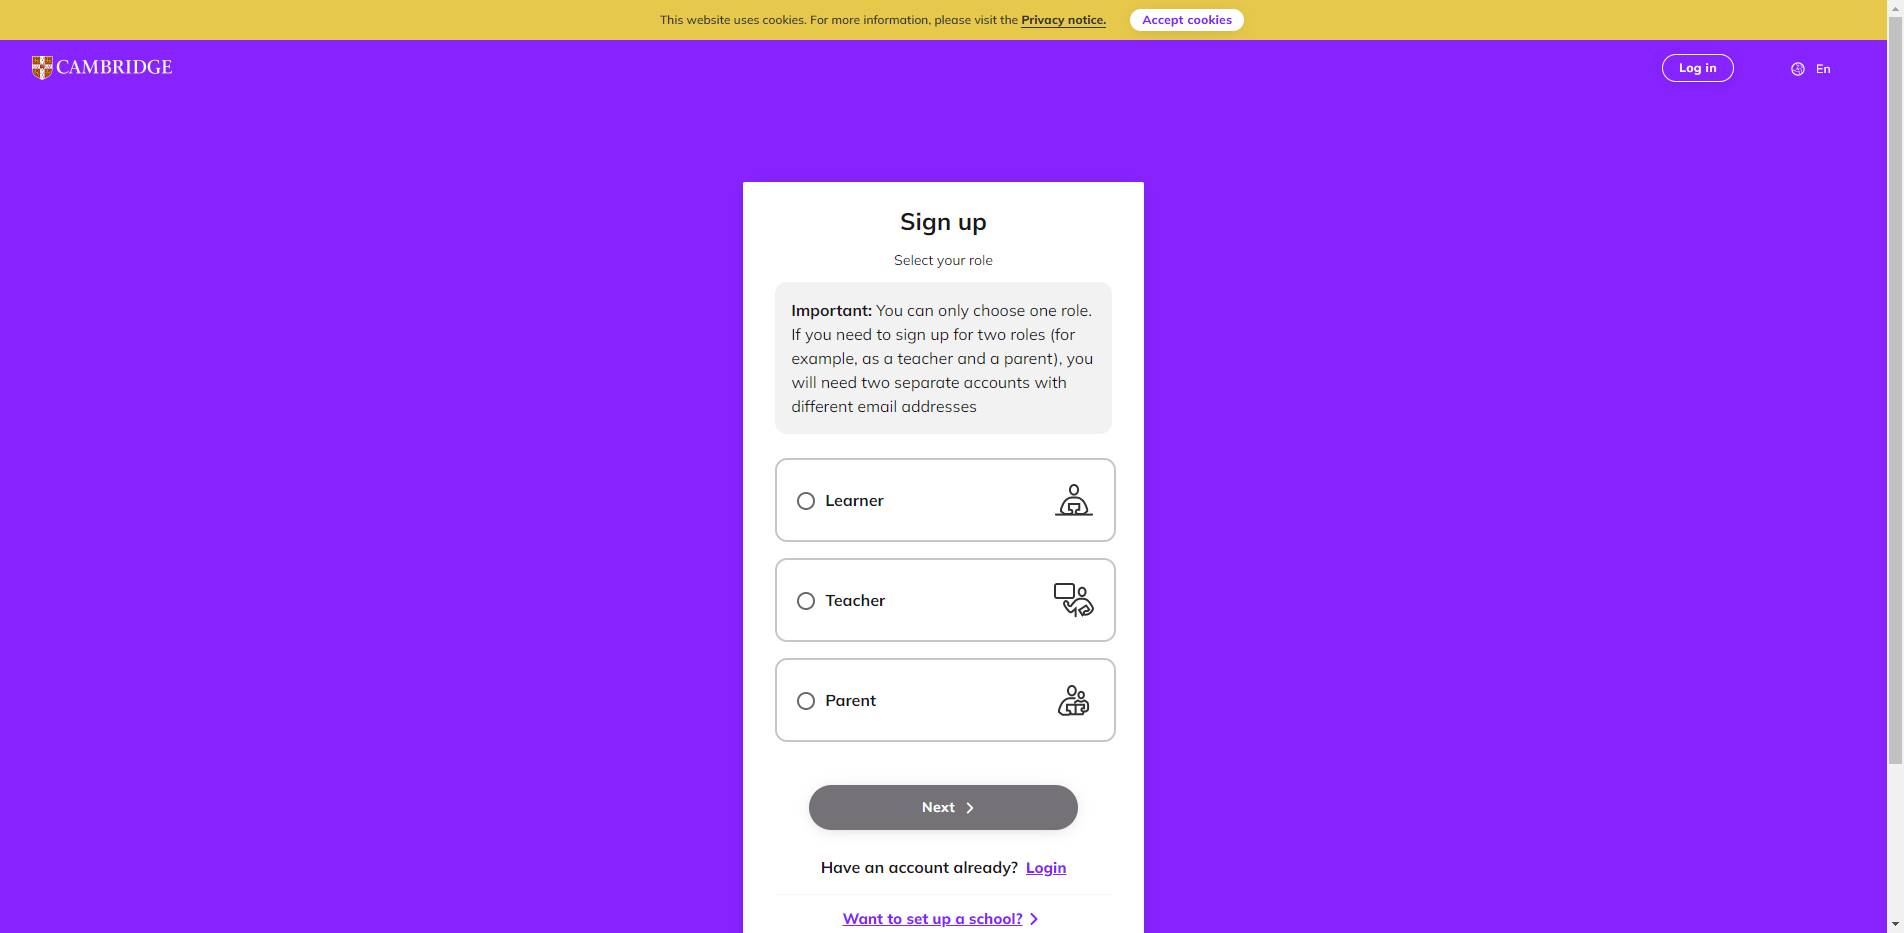 This website uses cookies. For more information, please visit the Privacy notice. Accept cookies
CAMBRIDGE
Log in
En
Sign up
Select your role
Important: You can only choose one role.
If you need to sign up for two roles (for
example, as a teacher and a parent), you
will need two separate accounts with
different email addresses
Learner
Teacher
Parent
Next
Have an account already? Login
Want to set up a school?